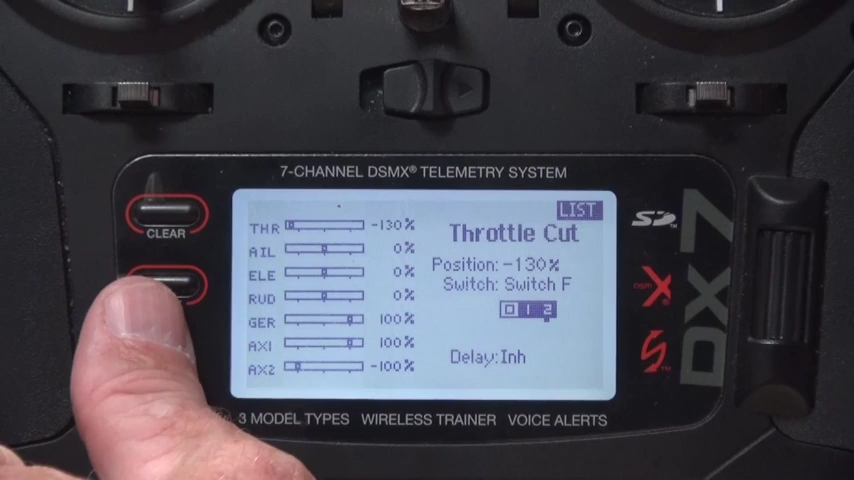 7-CHANNEL DSMX® TELEMETRY SYSTEM
CLEAR
LIST
THR -130%
AIL 0%
ELE 0%
RUD 0%
GER 100%
AX1 100%
AX2 -100%
Throttle Cut
Position: -130%
Switch: Switch F
0 1 2
Delay: Inh
SD
DSMX
DX7
3 MODEL TYPES WIRELESS TRAINER VOICE ALERTS